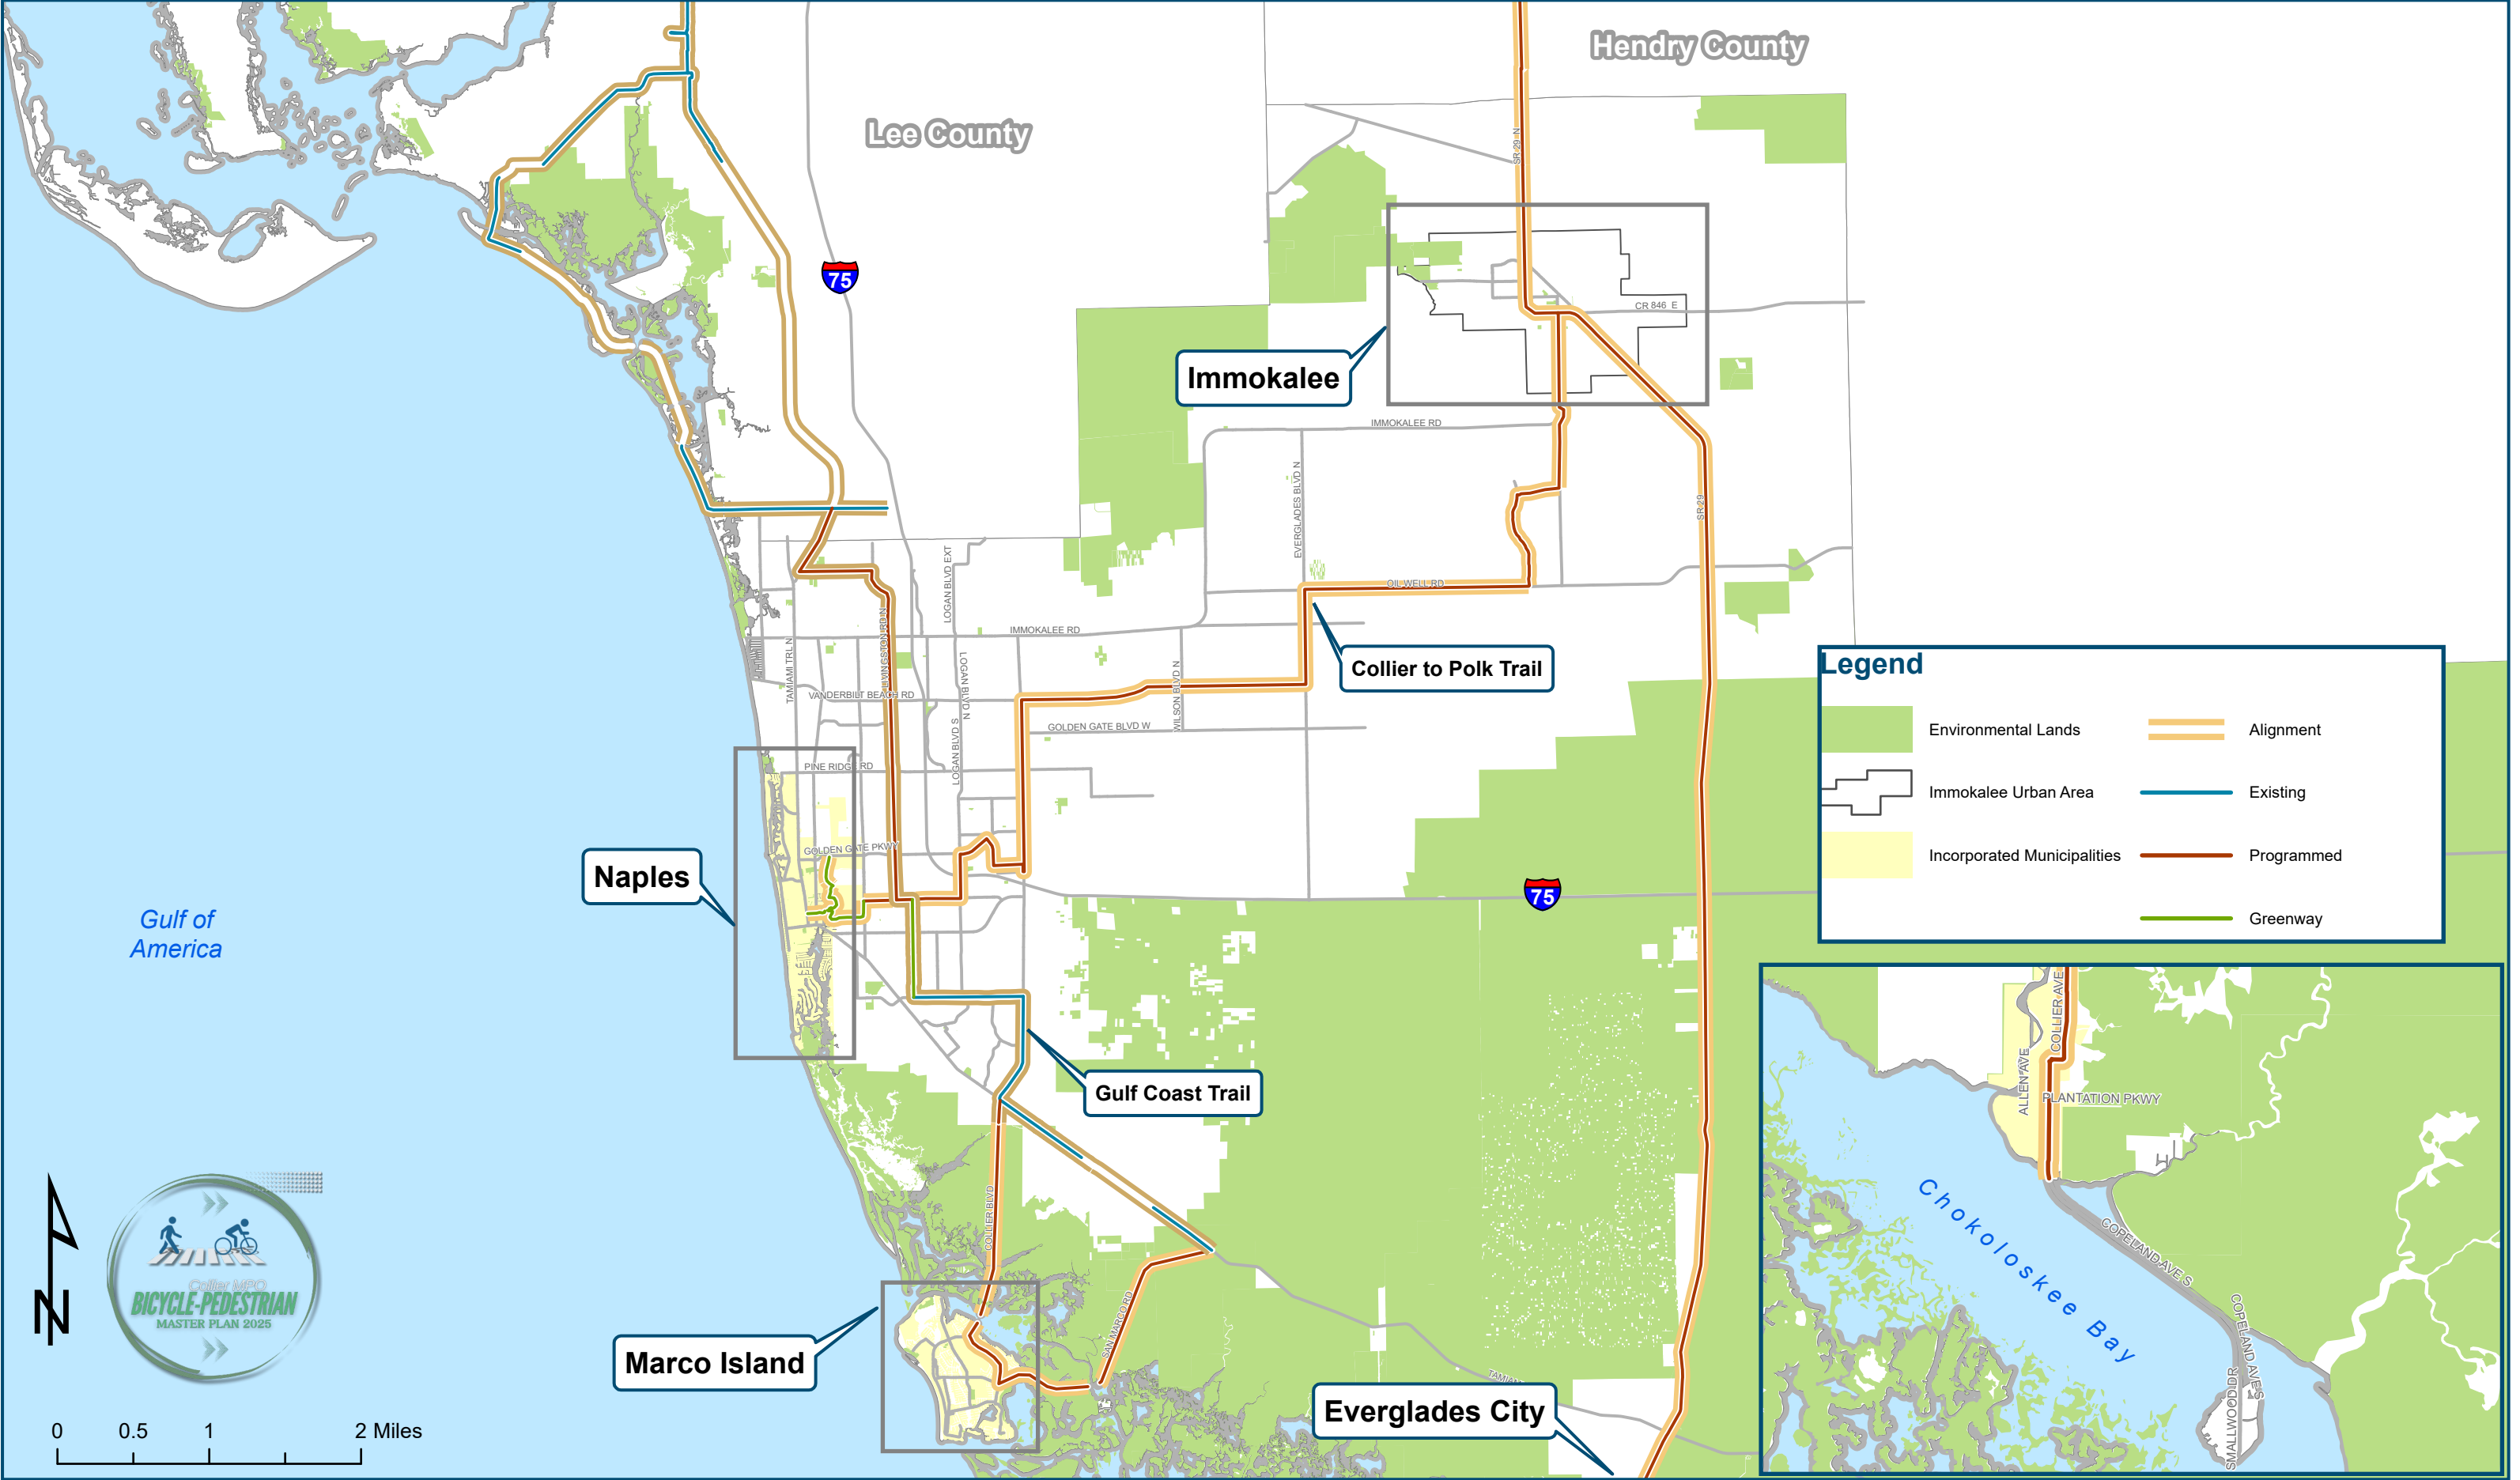 Hendry County
Lee County
SR 29 N
75
CR 846 E
Immokalee
IMMOKALEE RD
EVERGLADES BLVD N
SR 29
LOGAN BLVD EXT
OIL WELL RD
LIVINGSTON RD N
IMMOKALEE RD
TAMIAMI TRL N
LOGAN BLVD N
WILSON BLVD N
Collier to Polk Trail
VANDERBILT BEACH RD
LOGAN BLVD S
GOLDEN GATE BLVD W
PINE RIDGE RD
GOLDEN GATE PKWY
Naples
75
Gulf of
America
Gulf Coast Trail
COLLIER BLVD
SAN MARCO RD
Marco Island
Everglades City
Legend
Environmental Lands
Alignment
Immokalee Urban Area
Existing
Incorporated Municipalities
Programmed
Greenway
COLLIER AVE
ALLEN AVE
PLANTATION PKWY
Chokoloskee Bay
COPELAND AVE S
COPELAND AVE S
SMALLWOOD DR
N
Collier MPO
BICYCLE-PEDESTRIAN
MASTER PLAN 2025
0 0.5 1 2 Miles